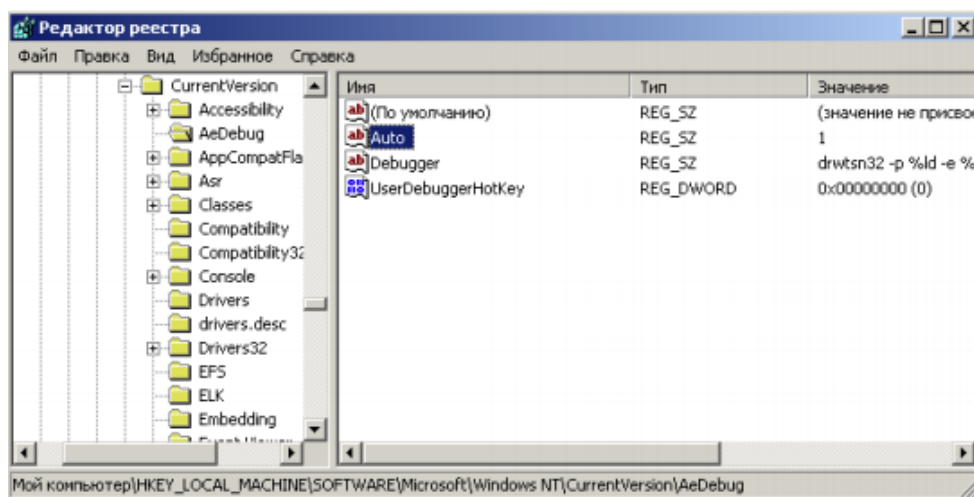 Редактор реестра
Файл Правка Вид Избранное Справка
CurrentVersion
Accessibility
AeDebug
AppCompatFla
Asr
Classes
Compatibility
Compatibility32
Console
Drivers
drivers.desc
Drivers32
EFS
ELK
Embedding
Имя Тип Значение
(По умолчанию) REG_SZ (значение не присво
Auto REG_SZ 1
Debugger REG_SZ drwtsn32 -p %ld -e %
UserDebuggerHotKey REG_DWORD 0x00000000 (0)
Мой компьютер\HKEY_LOCAL_MACHINE\SOFTWARE\Microsoft\Windows NT\CurrentVersion\AeDebug